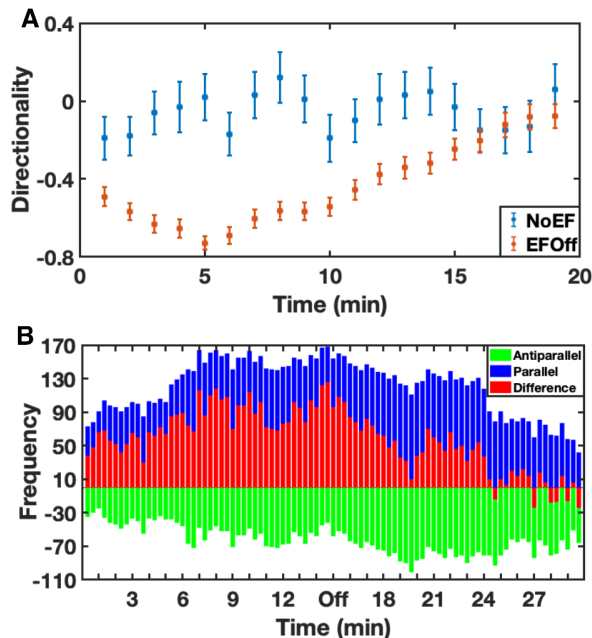 A
0.4
0
-0.4
-0.8
Directionality
0 5 10 15 20
Time (min)
NoEF
EFOff
B
170
130
90
50
10
-30
-70
-110
Frequency
3 6 9 12 Off 18 21 24 27
Time (min)
Antiparallel
Parallel
Difference